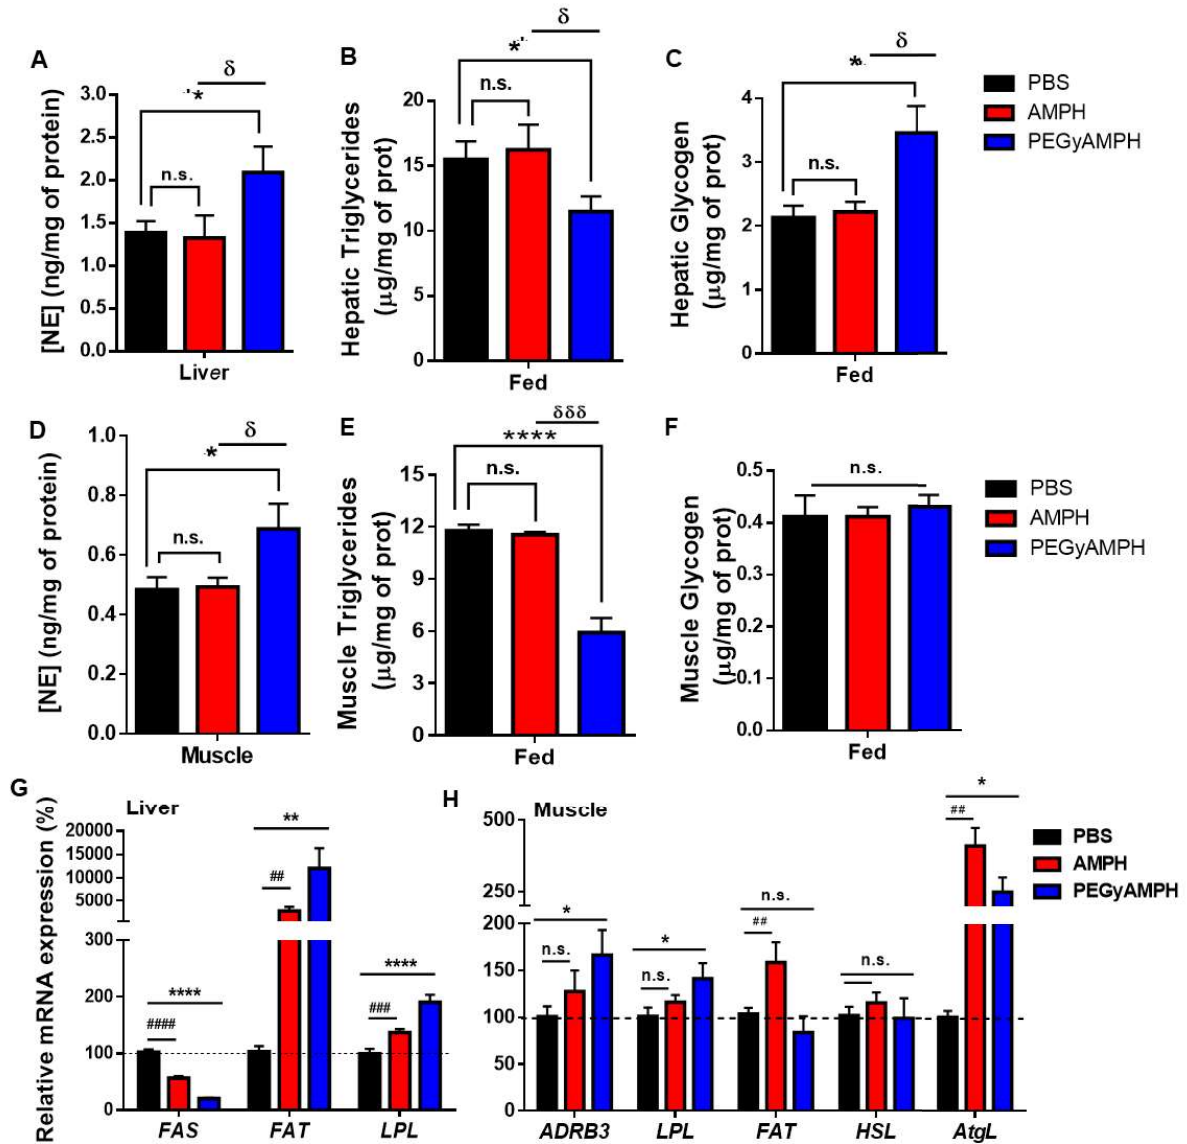 A
δ
*
n.s.
[NE] (ng/mg of protein)
3.0
2.5
2.0
1.5
1.0
0.5
0.0
Liver
B
δ
*
n.s.
Hepatic Triglycerides
(µg/mg of prot)
20
15
10
5
0
Fed
C
δ
*
n.s.
Hepatic Glycogen
(µg/mg of prot)
4
3
2
1
0
Fed
PBS
AMPH
PEGyAMPH
D
δ
*
n.s.
[NE] (ng/mg of protein)
1.0
0.8
0.6
0.4
0.2
0.0
Muscle
E
δδδ
****
n.s.
Muscle Triglycerides
(µg/mg of prot)
15
12
9
6
3
0
Fed
F
n.s.
Muscle Glycogen
(µg/mg of prot)
0.5
0.4
0.3
0.2
0.1
0.0
Fed
PBS
AMPH
PEGyAMPH
G
Liver
Relative mRNA expression (%)
20000
15000
10000
5000
300
200
100
0
****
####
**
##
****
###
FAS FAT LPL
H
Muscle
500
250
200
150
100
50
0
*
n.s.
*
n.s.
n.s.
##
n.s.
*
##
ADRB3 LPL FAT HSL AtgL
PBS
AMPH
PEGyAMPH